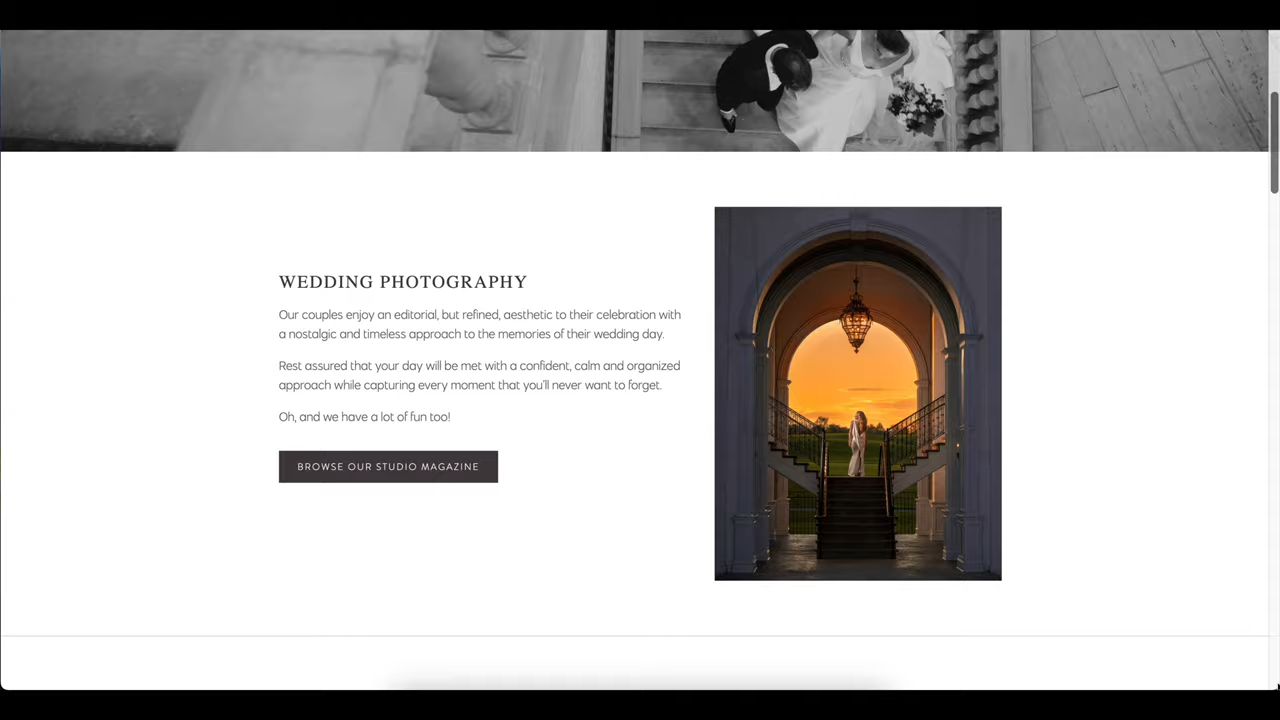 WEDDING PHOTOGRAPHY
Our couples enjoy an editorial, but refined, aesthetic to their celebration with
a nostalgic and timeless approach to the memories of their wedding day.
Rest assured that your day will be met with a confident, calm and organized
approach while capturing every moment that you'll never want to forget.
Oh, and we have a lot of fun too!
BROWSE OUR STUDIO MAGAZINE